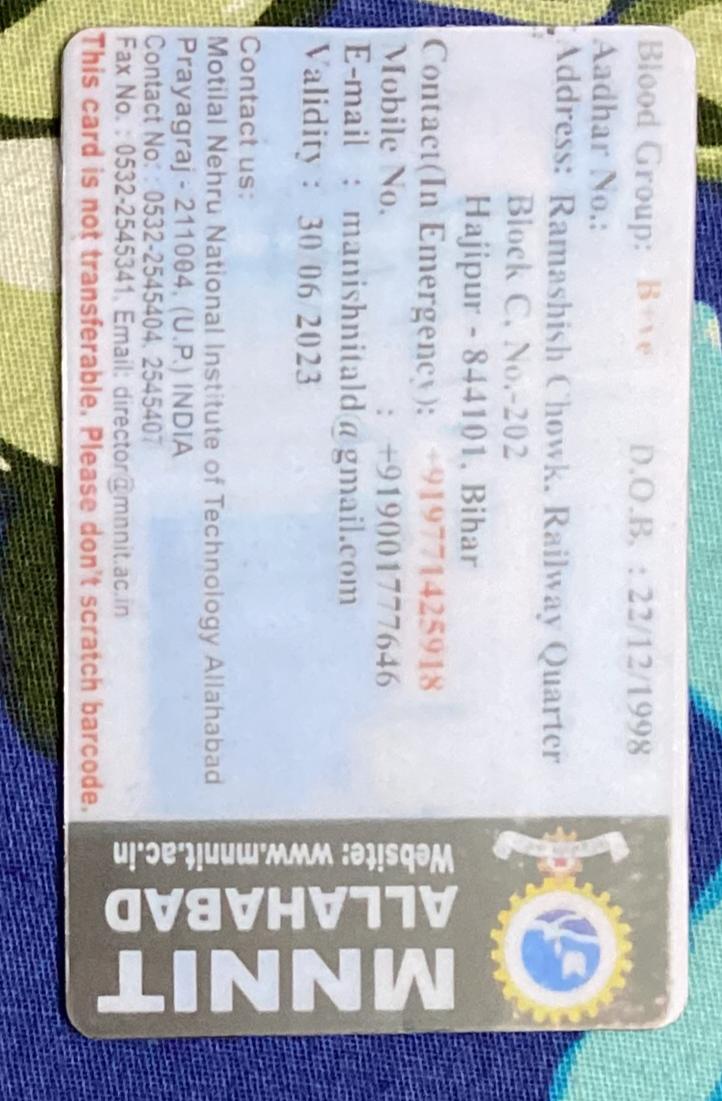 Blood Group: B+ve D.O.B. : 22/12/1998
Aadhar No.:
Address: Ramashish Chowk, Railway Quarter
Block C, No.-202
Hajipur - 844101, Bihar
Contact(In Emergency): +919771425918
Mobile No. : +919001777646
E-mail : manishnitald@gmail.com
Validity : 30 06 2023
Contact us:
Motilal Nehru National Institute of Technology Allahabad
Prayagraj - 211004, (U.P.) INDIA
Contact No.: 0532-2545404, 2545407
Fax No. : 0532-2545341, Email: director@mnnit.ac.in
This card is not transferable. Please don't scratch barcode.
MNNIT
ALLAHABAD
Website: www.mnnit.ac.in